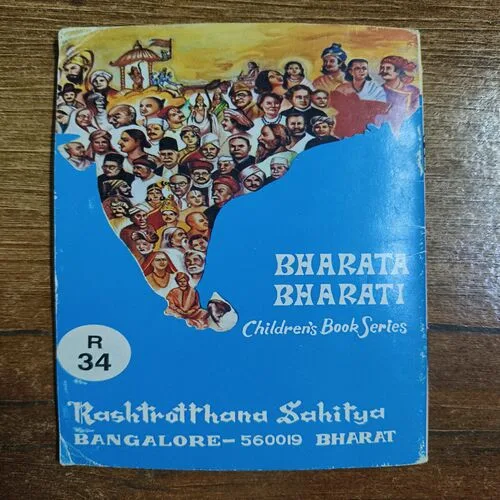 BHARATA
BHARATI
Children's Book Series
R
34
Rashtrotthana Sahitya
BANGALORE-560019 BHARAT